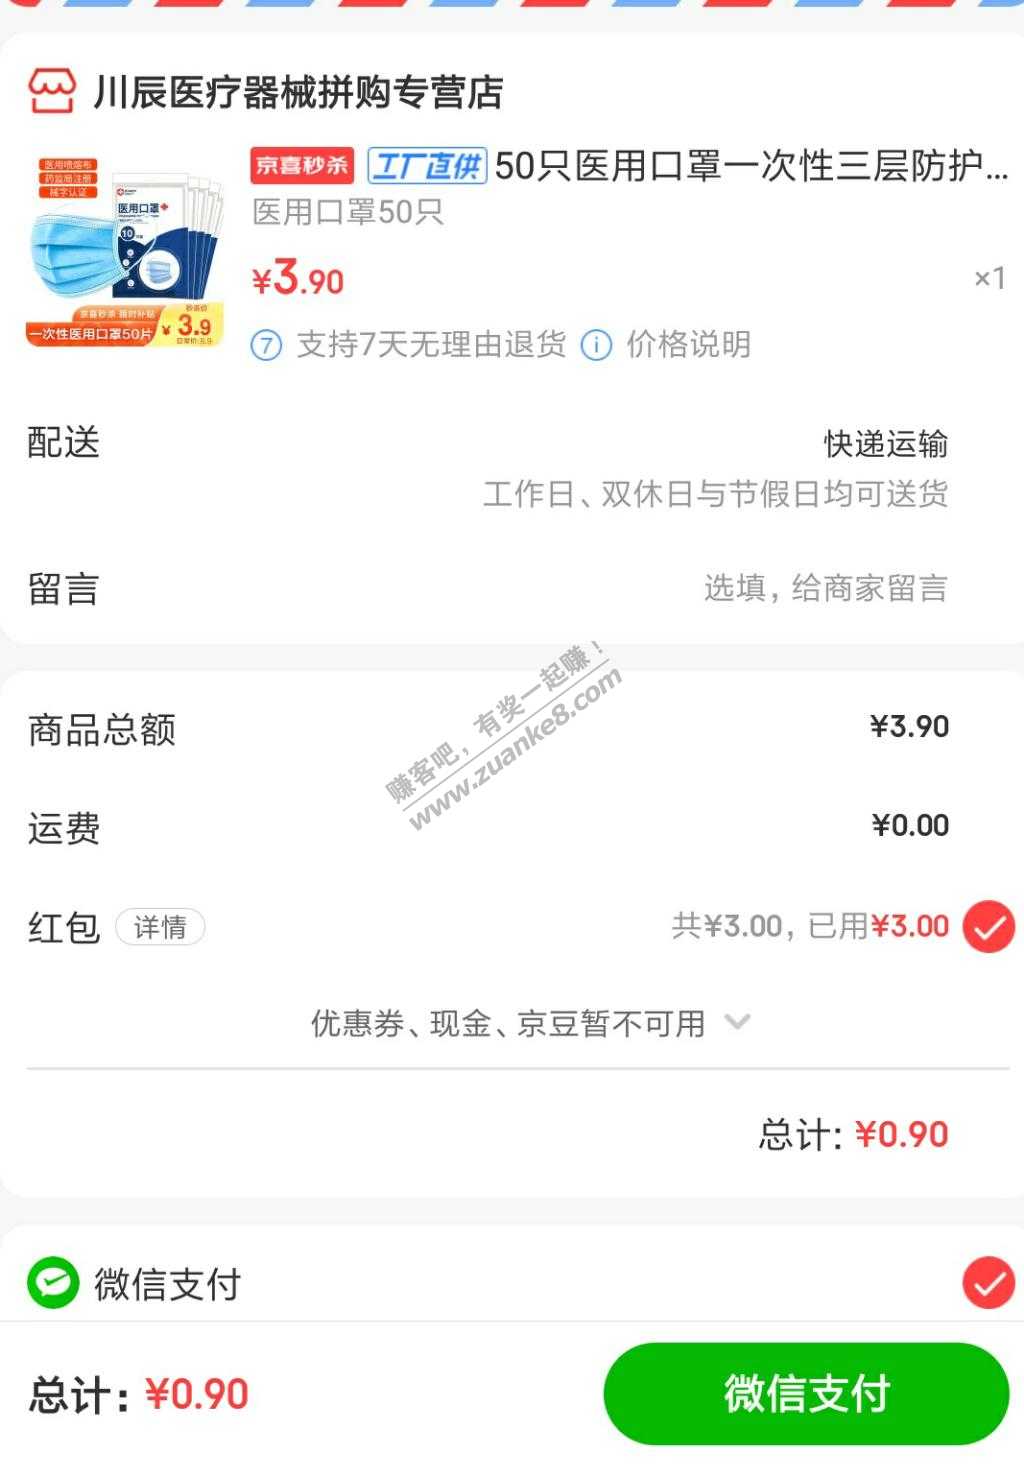 川辰医疗器械拼购专营店
医用喷熔布
药监局注册
械字认证
医用口罩
10
京喜秒杀 限时补贴
一次性医用口罩50片
¥3.9
京喜秒杀 工厂直供 50只医用口罩一次性三层防护...
医用口罩50只
¥3.90
×1
7 支持7天无理由退货 i 价格说明
配送 快递运输
工作日、双休日与节假日均可送货
留言 选填，给商家留言
赚客吧，有奖一起赚！
www.zuanke8.com
商品总额 ¥3.90
运费 ¥0.00
红包 详情 共¥3.00，已用¥3.00
优惠券、现金、京豆暂不可用
总计: ¥0.90
微信支付
总计: ¥0.90 微信支付